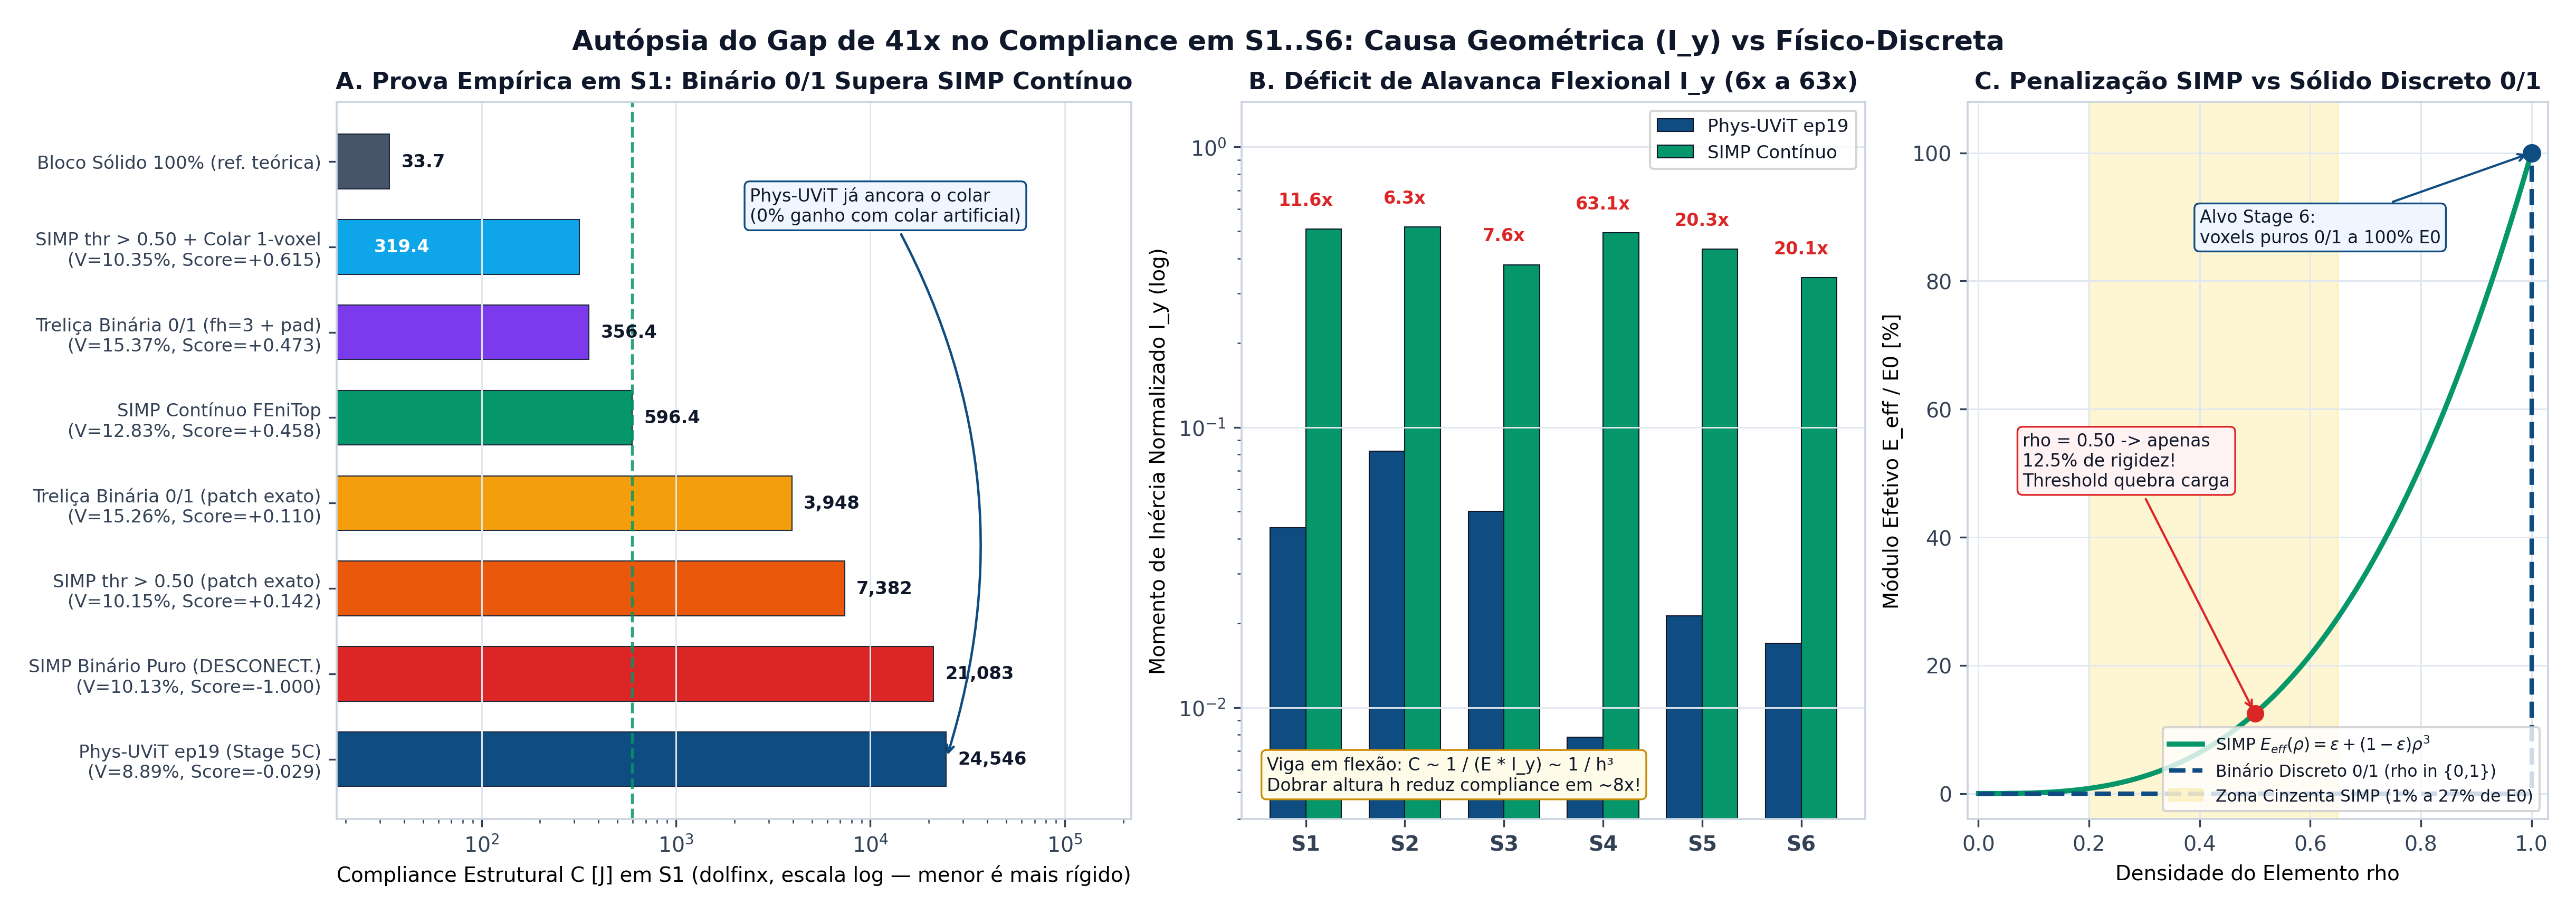 Autópsia do Gap de 41x no Compliance em S1..S6: Causa Geométrica (I_y) vs Físico-Discreta
A. Prova Empírica em S1: Binário 0/1 Supera SIMP Contínuo
Bloco Sólido 100% (ref. teórica)
33.7
SIMP thr > 0.50 + Colar 1-voxel
(V=10.35%, Score=+0.615)
319.4
Treliça Binária 0/1 (fh=3 + pad)
(V=15.37%, Score=+0.473)
356.4
SIMP Contínuo FEniTop
(V=12.83%, Score=+0.458)
596.4
Treliça Binária 0/1 (patch exato)
(V=15.26%, Score=+0.110)
3,948
SIMP thr > 0.50 (patch exato)
(V=10.15%, Score=+0.142)
7,382
SIMP Binário Puro (DESCONECT.)
(V=10.13%, Score=-1.000)
21,083
Phys-UViT ep19 (Stage 5C)
(V=8.89%, Score=-0.029)
24,546
Phys-UViT já ancora o colar
(0% ganho com colar artificial)
10² 10³ 10⁴ 10⁵
Compliance Estrutural C [J] em S1 (dolfinx, escala log — menor é mais rígido)
B. Déficit de Alavanca Flexional I_y (6x a 63x)
Momento de Inércia Normalizado I_y (log)
10⁰
10⁻¹
10⁻²
Phys-UViT ep19
SIMP Contínuo
11.6x 6.3x 7.6x 63.1x 20.3x 20.1x
Viga em flexão: C ~ 1 / (E * I_y) ~ 1 / h³
Dobrar altura h reduz compliance em ~8x!
S1 S2 S3 S4 S5 S6
C. Penalização SIMP vs Sólido Discreto 0/1
Módulo Efetivo E_eff / E0 [%]
100
80
60
40
20
0
Alvo Stage 6:
voxels puros 0/1 a 100% E0
rho = 0.50 -> apenas
12.5% de rigidez!
Threshold quebra carga
SIMP E_eff(ρ) = ε + (1 − ε)ρ³
Binário Discreto 0/1 (rho in {0,1})
Zona Cinzenta SIMP (1% a 27% de E0)
0.0 0.2 0.4 0.6 0.8 1.0
Densidade do Elemento rho